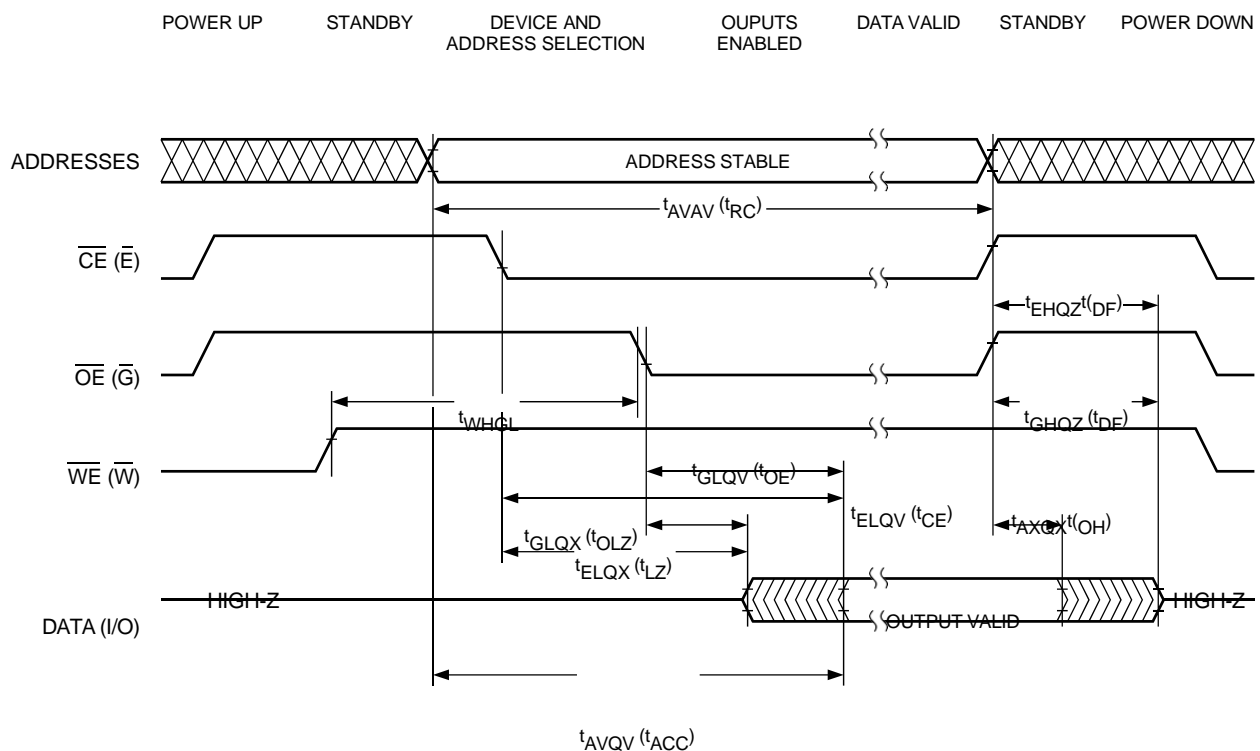 POWER UP STANDBY DEVICE AND ADDRESS SELECTION OUPUTS ENABLED DATA VALID STANDBY POWER DOWN
ADDRESSES ADDRESS STABLE
tAVAV (tRC)
CE (E)
tEHQZt(DF)
OE (G)
tWHGL tGHQZ (tDF)
WE (W)
tGLQV (tOE)
tELQV (tCE) tAXQXt(OH)
tGLQX (tOLZ)
tELQX (tLZ)
HIGH-Z HIGH-Z
OUTPUT VALID
DATA (I/O)
tAVQV (tACC)